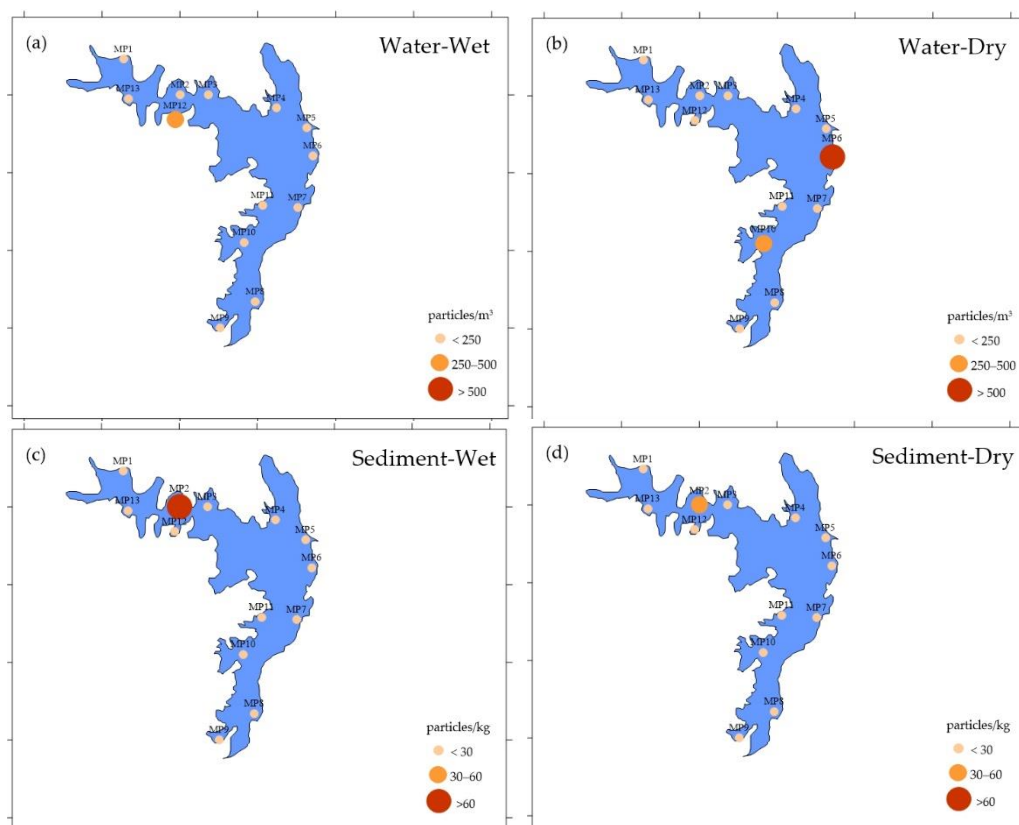 (a)
Water-Wet
MP1
MP13
MP2
MP3
MP12
MP4
MP5
MP6
MP11
MP7
MP10
MP8
MP9
particles/m³
< 250
250–500
> 500
(b)
Water-Dry
MP1
MP13
MP2
MP3
MP12
MP4
MP5
MP6
MP11
MP7
MP10
MP8
MP9
particles/m³
< 250
250–500
> 500
(c)
Sediment-Wet
MP1
MP13
MP2
MP3
MP12
MP4
MP5
MP6
MP11
MP7
MP10
MP8
MP9
particles/kg
< 30
30–60
>60
(d)
Sediment-Dry
MP1
MP13
MP2
MP3
MP12
MP4
MP5
MP6
MP11
MP7
MP10
MP8
MP9
particles/kg
< 30
30–60
>60